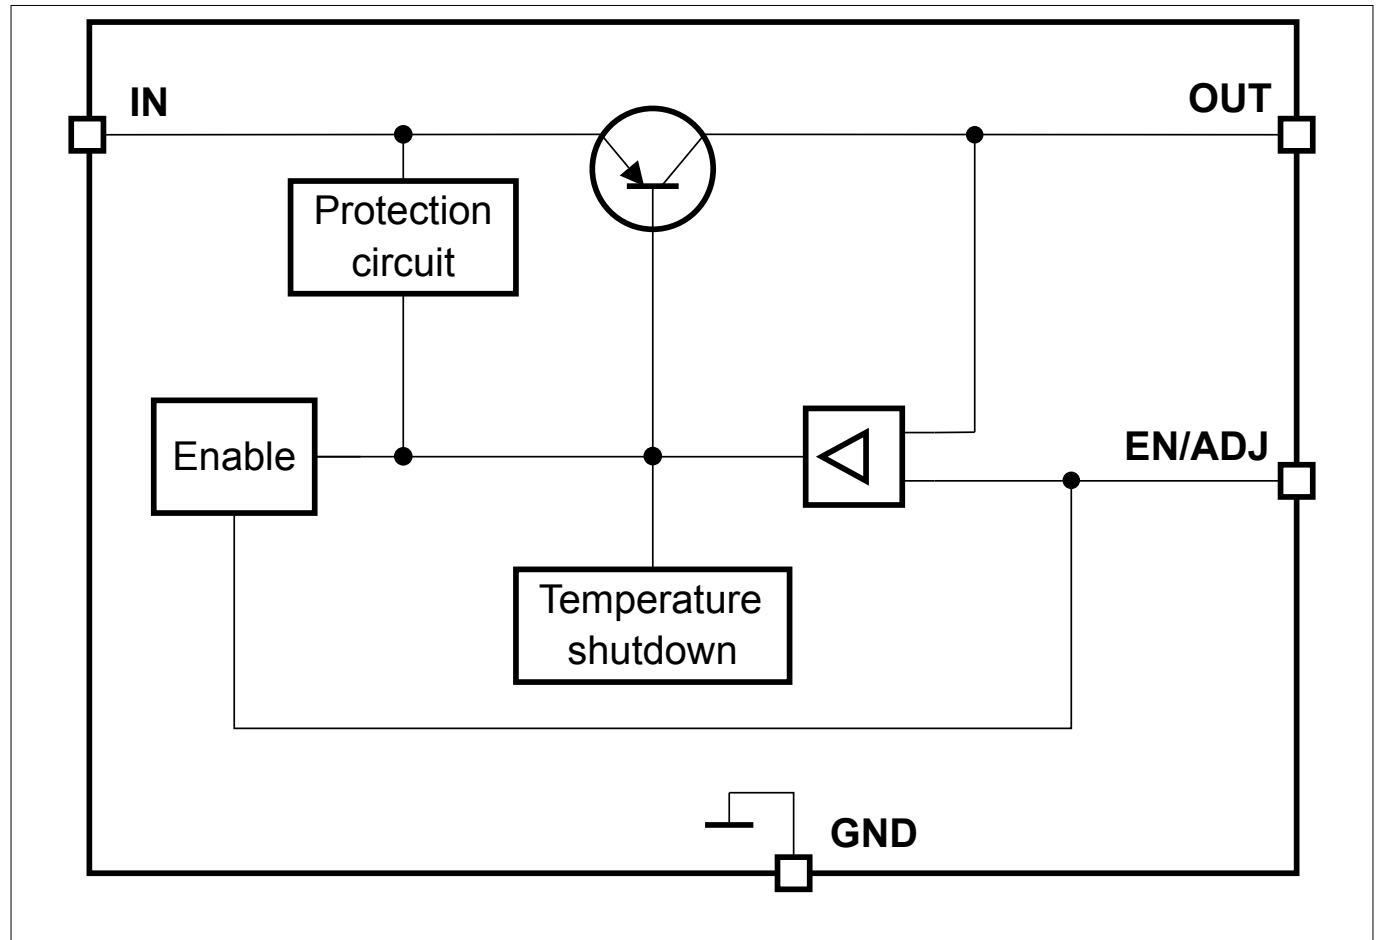 IN
OUT
Protection
circuit
Enable
EN/ADJ
Temperature
shutdown
GND